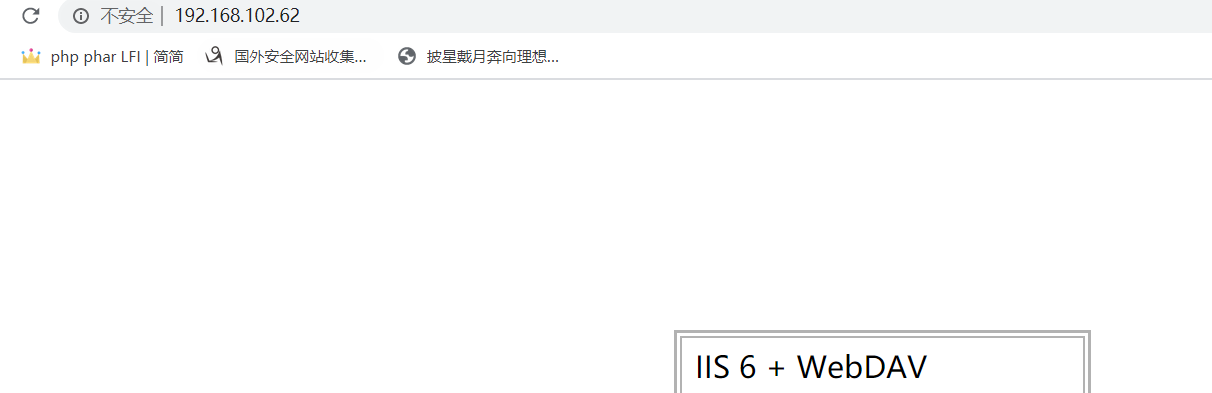 不安全 | 192.168.102.62
php phar LFI | 简简 国外安全网站收集... 披星戴月奔向理想...
IIS 6 + WebDAV